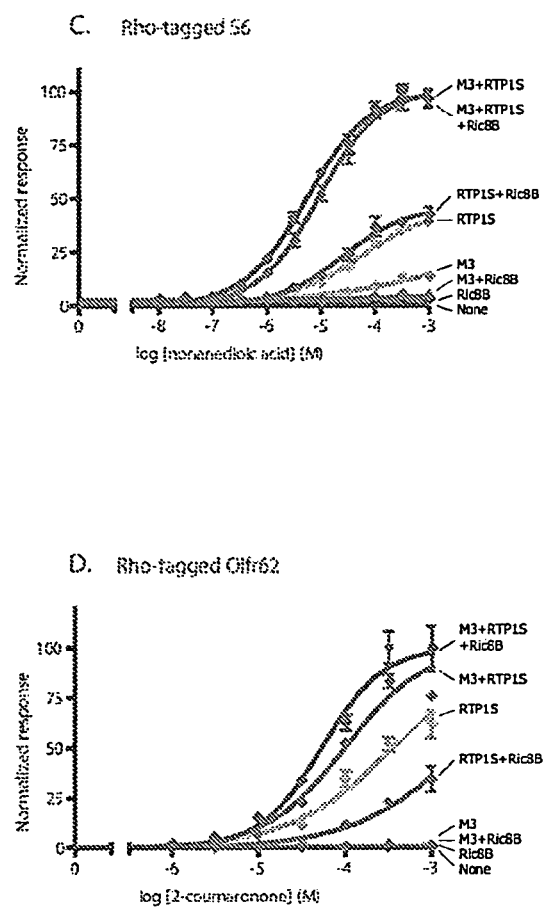 C. Rho-tagged S6
Normalized response
100
75
50
25
0
0 -8 -7 -6 -5 -4 -3
log [nonanedioic acid] (M)
M3+RTP1S
M3+RTP1S
+Ric8B
RTP1S+Ric8B
RTP1S
M3
M3+Ric8B
Ric8B
None
D. Rho-tagged Olfr62
Normalized response
100
75
50
25
0
0 -6 -5 -4 -3
log [2-coumaronone] (M)
M3+RTP1S
+Ric8B
M3+RTP1S
RTP1S
RTP1S+Ric8B
M3
M3+Ric8B
Ric8B
None